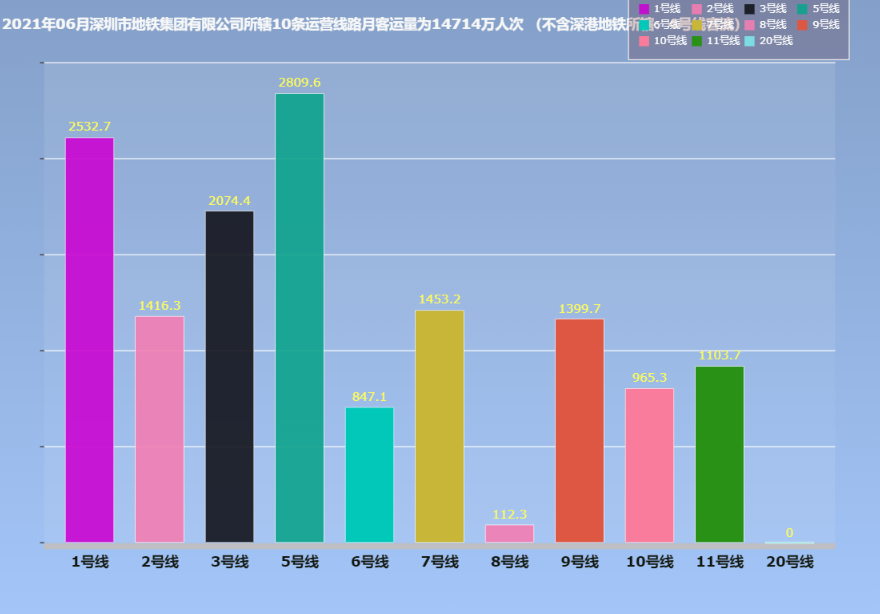 2021年06月深圳市地铁集团有限公司所辖10条运营线路月客运量为14714万人次 （不含深港地铁所
1号线 2号线 3号线 5号线
6号线 7号线 8号线 9号线
10号线 11号线 20号线
2809.6
2532.7
2074.4
1453.2
1416.3
1399.7
1103.7
965.3
847.1
112.3
0
1号线 2号线 3号线 5号线 6号线 7号线 8号线 9号线 10号线 11号线 20号线